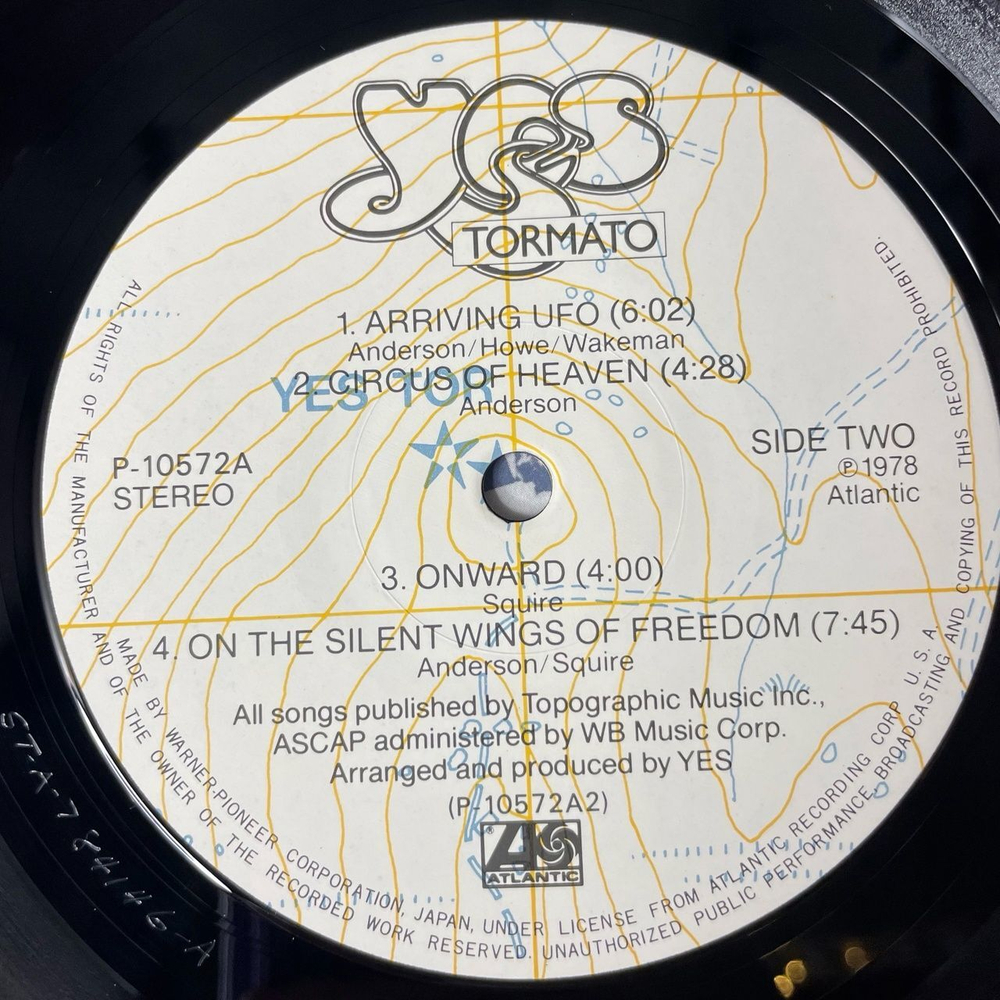 YES
TORMATO
1. ARRIVING UFO (6:02)
Anderson/Howe/Wakeman
2. CIRCUS OF HEAVEN (4:28)
Anderson
YES TOR
P-10572A
STEREO
SIDE TWO
Ⓟ1978
Atlantic
3. ONWARD (4:00)
Squire
4. ON THE SILENT WINGS OF FREEDOM (7:45)
Anderson/Squire
All songs published by Topographic Music Inc.,
ASCAP administered by WB Music Corp.
Arranged and produced by YES
(P-10572A2)
®
ATLANTIC
MADE BY WARNER-PIONEER CORPORATION, JAPAN, UNDER LICENSE FROM ATLANTIC RECORDING CORP U. S. A
ALL RIGHTS OF THE MANUFACTURER AND OF THE OWNER OF THE RECORDED WORK RESERVED. UNAUTHORIZED PUBLIC PERFORMANCE, BROADCASTING AND COPYING OF THIS RECORD PROHIBITED.
ST-A-784146-A